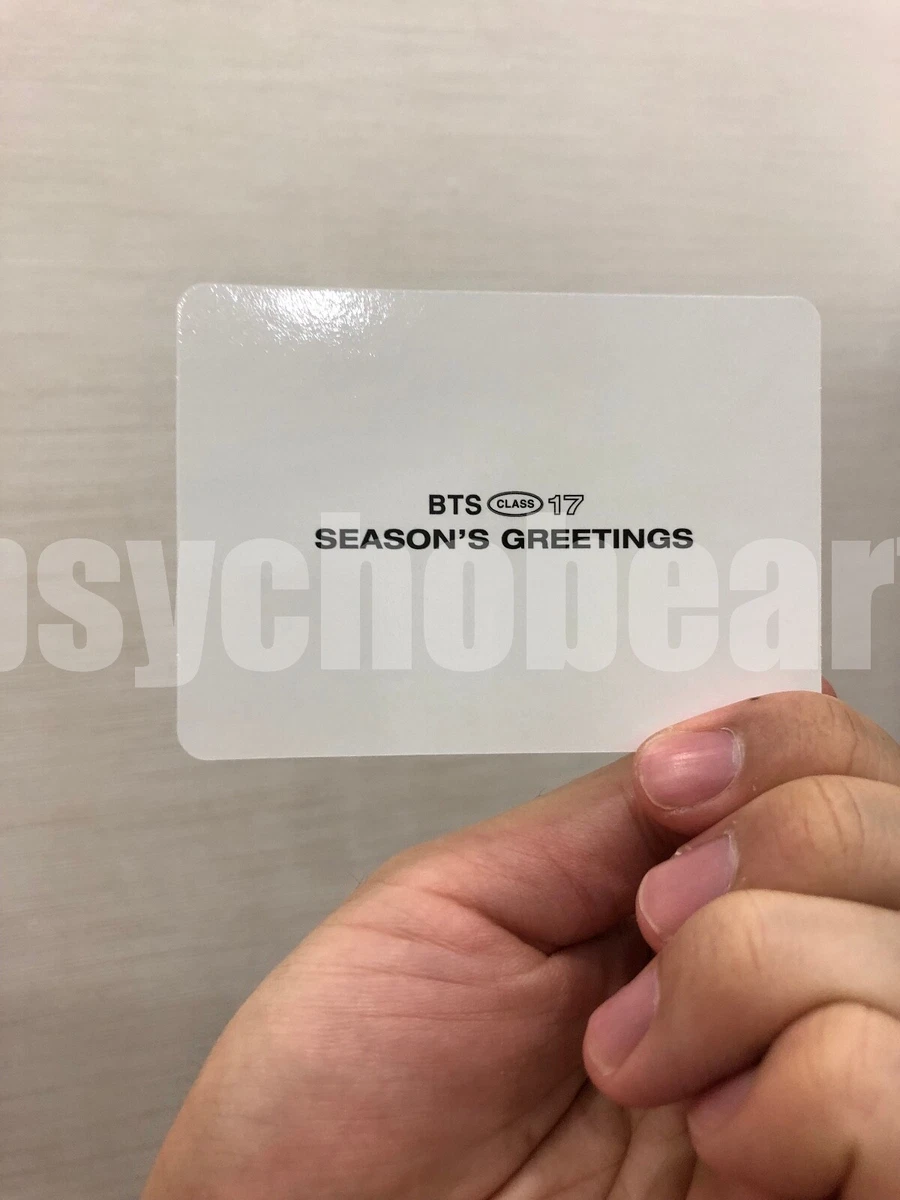 BTS CLASS 17
SEASON'S GREETINGS
psychobear